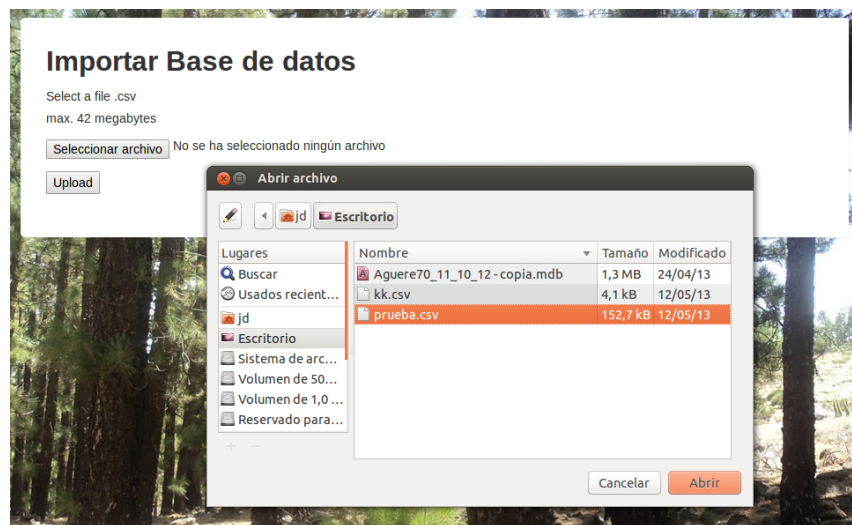 Importar Base de datos
Select a file .csv
max. 42 megabytes
Seleccionar archivo No se ha seleccionado ningún archivo
Upload
Abrir archivo
jd Escritorio
Lugares
Buscar
Usados recient...
jd
Escritorio
Sistema de arc...
Volumen de 50...
Volumen de 1,0 ...
Reservado para...
Nombre Tamaño Modificado
Aguere70_11_10_12-copia.mdb 1,3 MB 24/04/13
kk.csv 4,1 kB 12/05/13
prueba.csv 152,7 kB 12/05/13
Cancelar Abrir